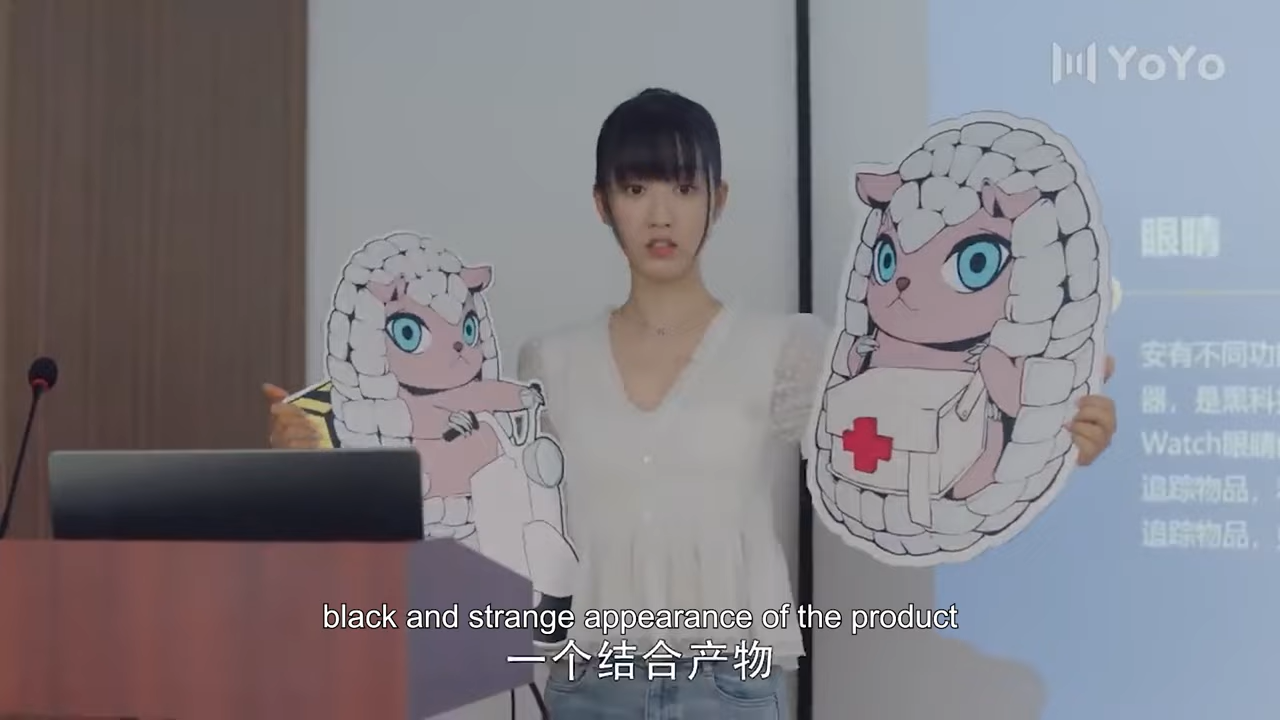 YoYo
眼睛
安有不同功
器，是黑科
Watch眼睛
追踪物品，
追踪物品，
black and strange appearance of the product
一个结合产物